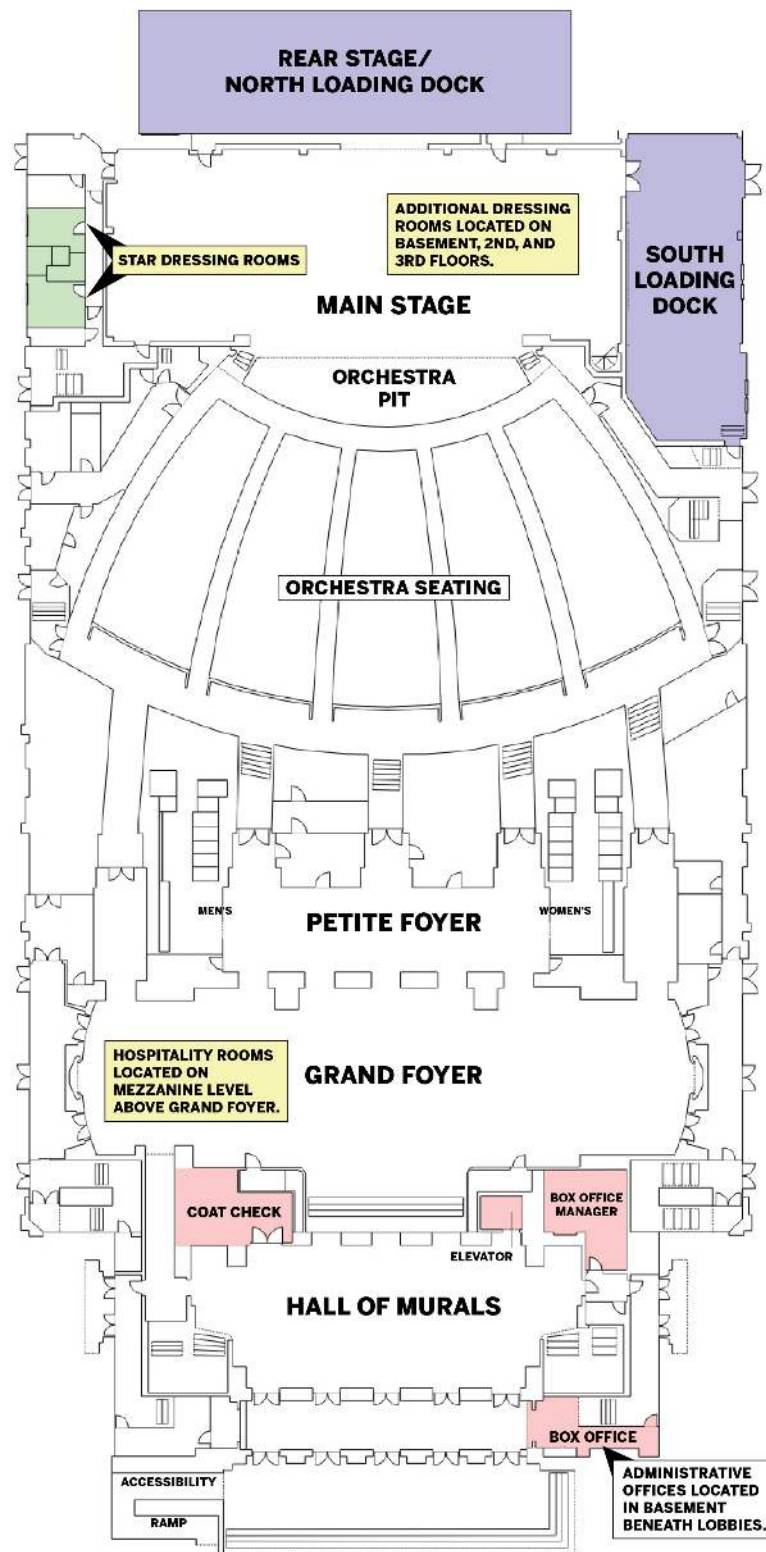 REAR STAGE/
NORTH LOADING DOCK
ADDITIONAL DRESSING
ROOMS LOCATED ON
BASEMENT, 2ND, AND
3RD FLOORS.
STAR DRESSING ROOMS
SOUTH
LOADING
DOCK
MAIN STAGE
ORCHESTRA
PIT
ORCHESTRA SEATING
MEN'S
PETITE FOYER
WOMEN'S
HOSPITALITY ROOMS
LOCATED ON
MEZZANINE LEVEL
ABOVE GRAND FOYER.
GRAND FOYER
COAT CHECK
BOX OFFICE
MANAGER
ELEVATOR
HALL OF MURALS
BOX OFFICE
ADMINISTRATIVE
OFFICES LOCATED
IN BASEMENT
BENEATH LOBBIES.
ACCESSIBILITY
RAMP